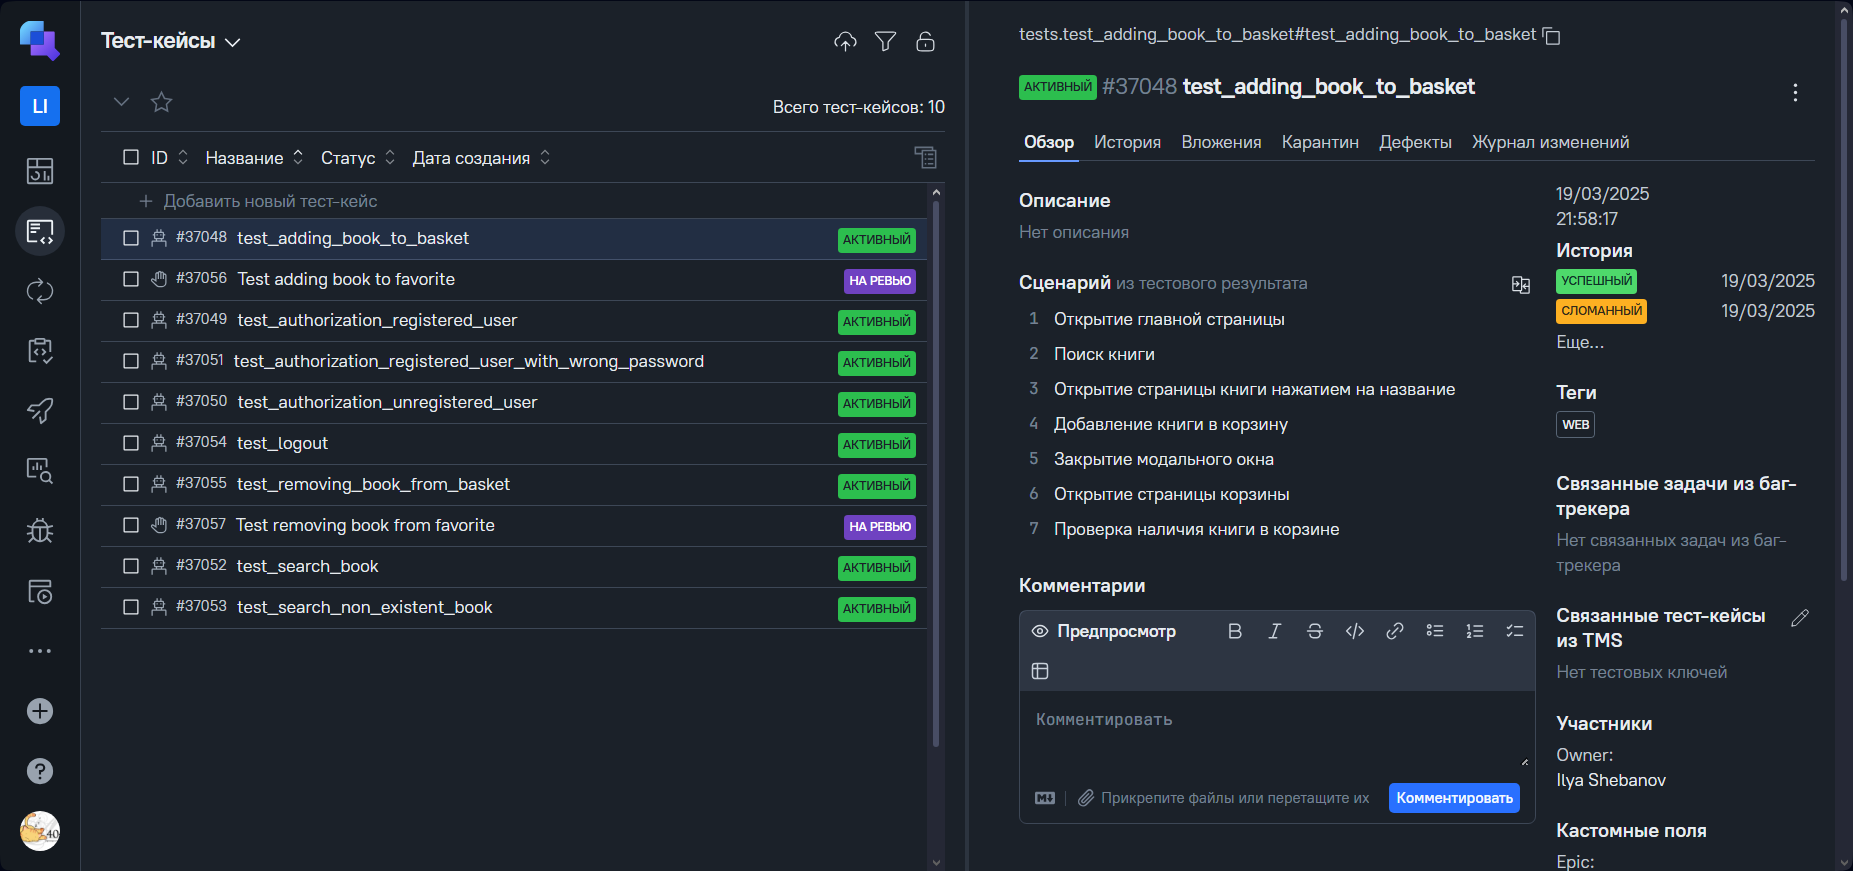 LI
Тест-кейсы
Всего тест-кейсов: 10
ID Название Статус Дата создания
Добавить новый тест-кейс
#37048 test_adding_book_to_basket АКТИВНЫЙ
#37056 Test adding book to favorite НА РЕВЬЮ
#37049 test_authorization_registered_user АКТИВНЫЙ
#37051 test_authorization_registered_user_with_wrong_password АКТИВНЫЙ
#37050 test_authorization_unregistered_user АКТИВНЫЙ
#37054 test_logout АКТИВНЫЙ
#37055 test_removing_book_from_basket АКТИВНЫЙ
#37057 Test removing book from favorite НА РЕВЬЮ
#37052 test_search_book АКТИВНЫЙ
#37053 test_search_non_existent_book АКТИВНЫЙ
40
tests.test_adding_book_to_basket#test_adding_book_to_basket
АКТИВНЫЙ #37048 test_adding_book_to_basket
Обзор История Вложения Карантин Дефекты Журнал изменений
Описание
Нет описания
Сценарий из тестового результата
1 Открытие главной страницы
2 Поиск книги
3 Открытие страницы книги нажатием на название
4 Добавление книги в корзину
5 Закрытие модального окна
6 Открытие страницы корзины
7 Проверка наличия книги в корзине
Комментарии
Предпросмотр
Комментировать
Прикрепите файлы или перетащите их
Комментировать
19/03/2025
21:58:17
История
УСПЕШНЫЙ 19/03/2025
СЛОМАННЫЙ 19/03/2025
Еще...
Теги
WEB
Связанные задачи из баг-
трекера
Нет связанных задач из баг-
трекера
Связанные тест-кейсы
из TMS
Нет тестовых ключей
Участники
Owner:
Ilya Shebanov
Кастомные поля
Epic: